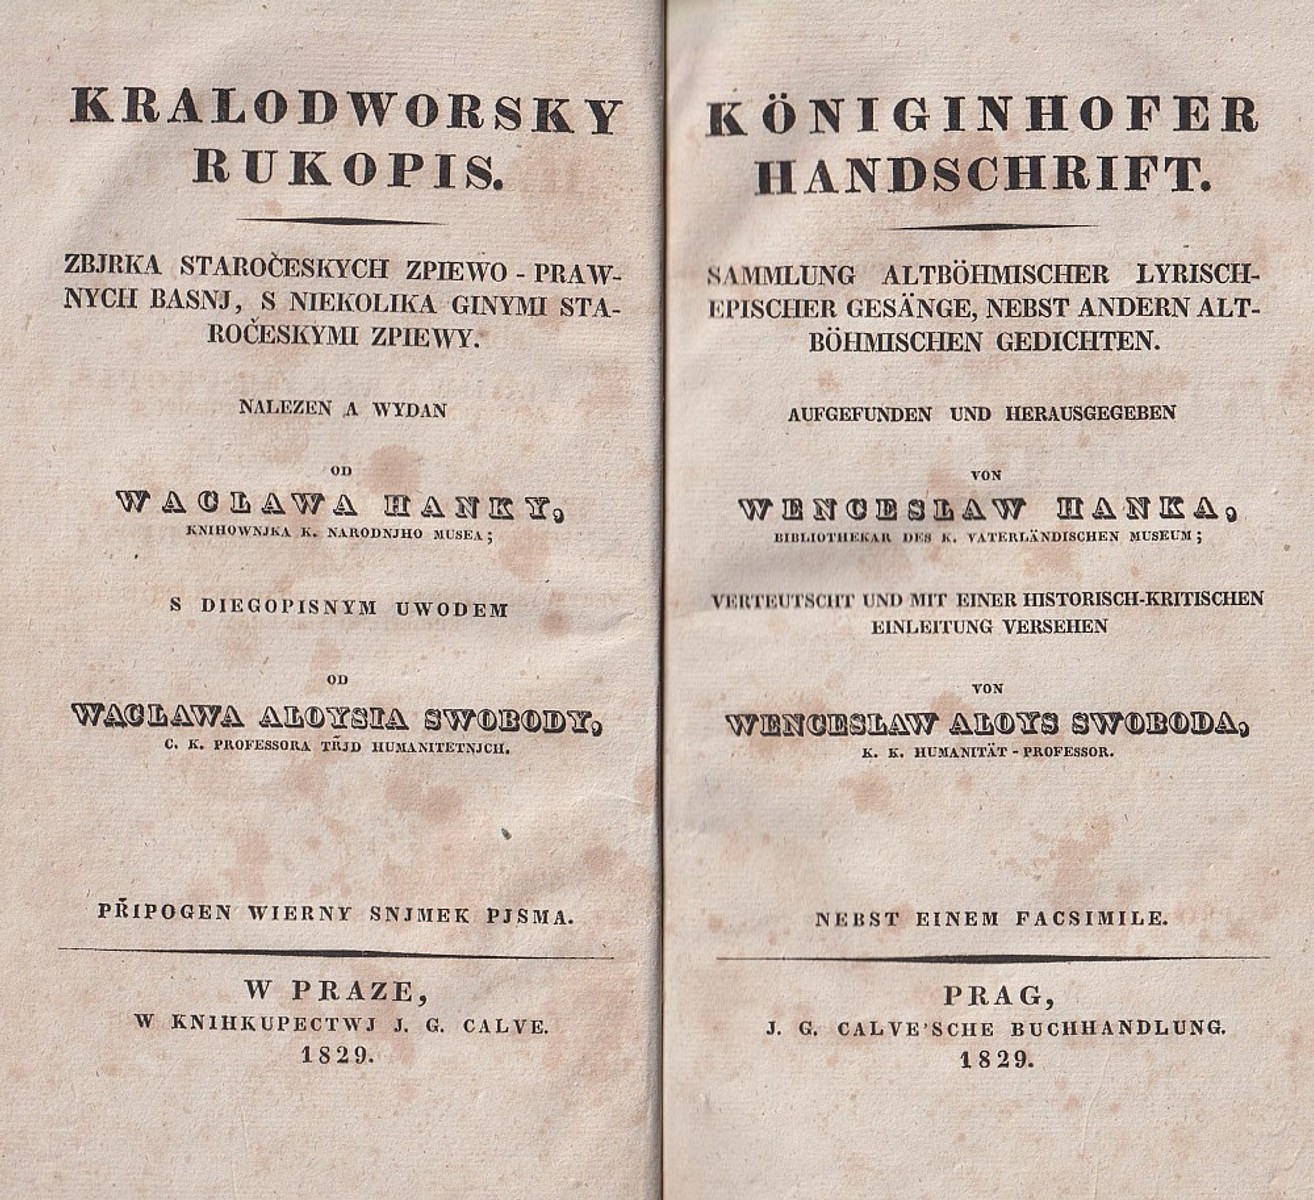 KRALODWORSKY
RUKOPIS.
ZBJRKA STAROČESKYCH ZPIEWO - PRAW-
NYCH BASNJ, S NIEKOLIKA GINYMI STA-
ROČESKYMI ZPIEWY.
NALEZEN A WYDAN
OD
WACLAWA HANKY,
KNIHOWNJKA K. NARODNJHO MUSEA;
S DIEGOPISNYM UWODEM
OD
WACLAWA ALOYSIA SWOBODY,
C. K. PROFESSORA TŘJD HUMANITETNJCH.
PŘIPOGEN WIERNY SNJMEK PJSMA.
W PRAZE,
W KNIHKUPECTWJ J. G. CALVE.
1829.
KÖNIGINHOFER
HANDSCHRIFT.
SAMMLUNG ALTBÖHMISCHER LYRISCH-
EPISCHER GESÄNGE, NEBST ANDERN ALT-
BÖHMISCHEN GEDICHTEN.
AUFGEFUNDEN UND HERAUSGEGEBEN
VON
WENCESLAW HANKA,
BIBLIOTHEKAR DES K. VATERLÄNDISCHEN MUSEUM;
VERTEUTSCHT UND MIT EINER HISTORISCH-KRITISCHEN
EINLEITUNG VERSEHEN
VON
WENCESLAW ALOYS SWOBODA,
K. K. HUMANITÄT - PROFESSOR.
NEBST EINEM FACSIMILE.
PRAG,
J. G. CALVE'SCHE BUCHHANDLUNG.
1829.